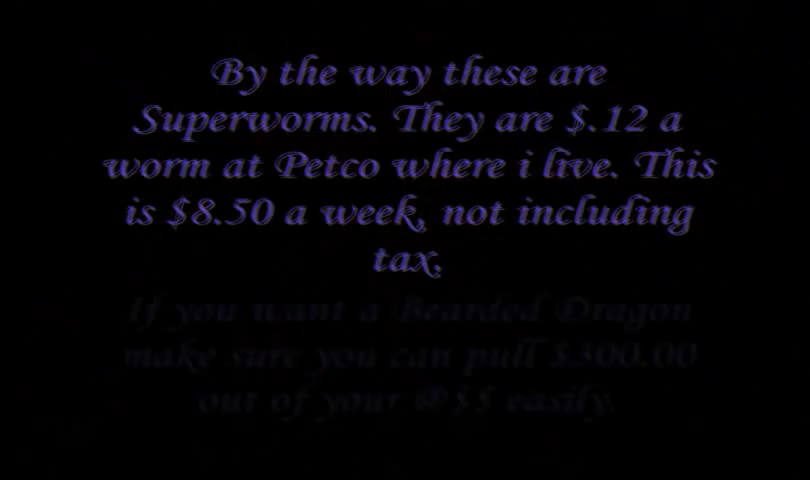 By the way these are
Superworms. They are $.12 a
worm at Petco where i live. This
is $8.50 a week, not including
tax.
If you want a Bearded Dragon
make sure you can pull $300.00
out of your @$$ easily.